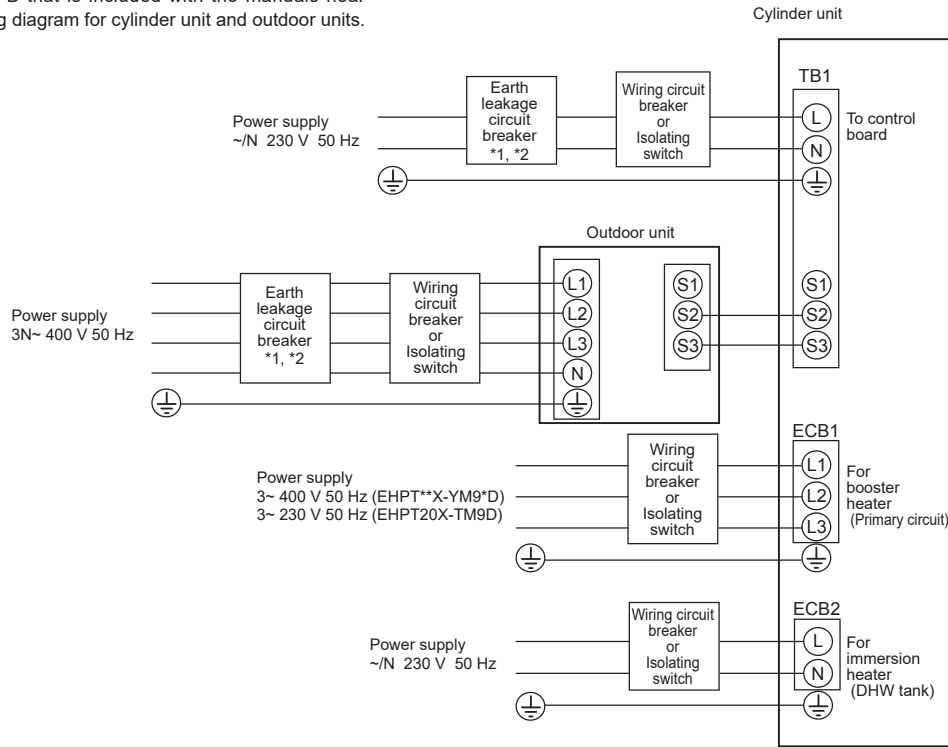 B that is included with the manuals near
g diagram for cylinder unit and outdoor units.
Cylinder unit
TB1
Power supply
~/N 230 V 50 Hz
Earth
leakage
circuit
breaker
*1, *2
Wiring circuit
breaker
or
Isolating
switch
L
N
To control
board
Outdoor unit
Power supply
3N~ 400 V 50 Hz
Earth
leakage
circuit
breaker
*1, *2
Wiring
circuit
breaker
or
Isolating
switch
L1
L2
L3
N
S1
S2
S3
S1
S2
S3
ECB1
Power supply
3~ 400 V 50 Hz (EHPT**X-YM9*D)
3~ 230 V 50 Hz (EHPT20X-TM9D)
Wiring
circuit
breaker
or
Isolating
switch
L1
L2
L3
For
booster
heater
(Primary circuit)
ECB2
Power supply
~/N 230 V 50 Hz
Wiring circuit
breaker
or
Isolating
switch
L
N
For
immersion
heater
(DHW tank)